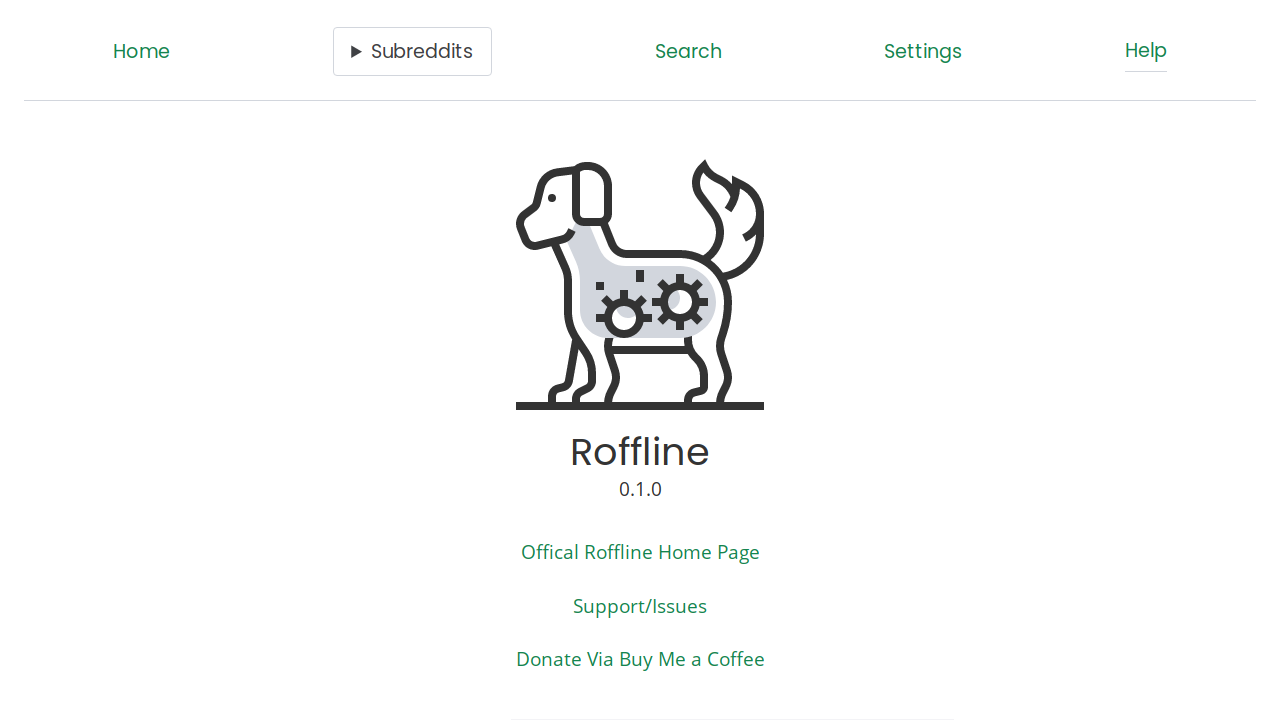 Home
Subreddits
Search
Settings
Help
Roffline
0.1.0
Offical Roffline Home Page
Support/Issues
Donate Via Buy Me a Coffee